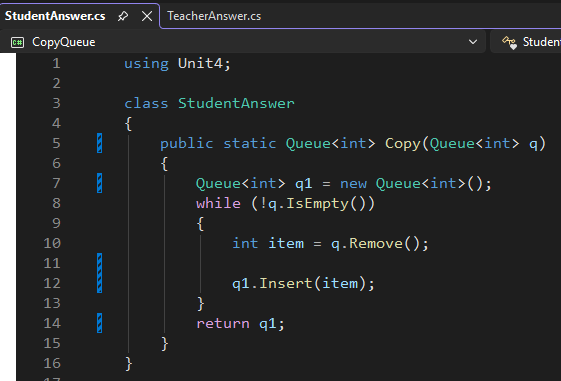 StudentAnswer.cs TeacherAnswer.cs
C# CopyQueue Student
1 using Unit4;
2
3 class StudentAnswer
4 {
5 public static Queue<int> Copy(Queue<int> q)
6 {
7 Queue<int> q1 = new Queue<int>();
8 while (!q.IsEmpty())
9 {
10 int item = q.Remove();
11
12 q1.Insert(item);
13 }
14 return q1;
15 }
16 }
17